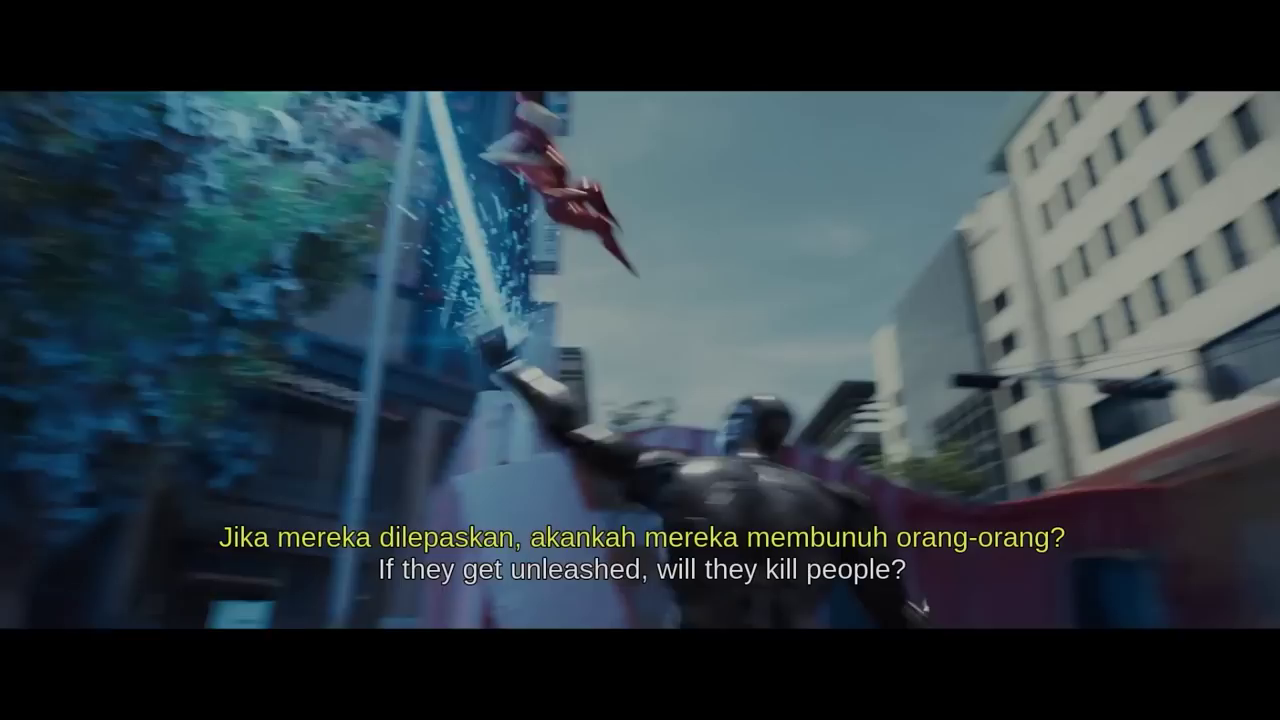 Jika mereka dilepaskan, akankah mereka membunuh orang-orang?
If they get unleashed, will they kill people?